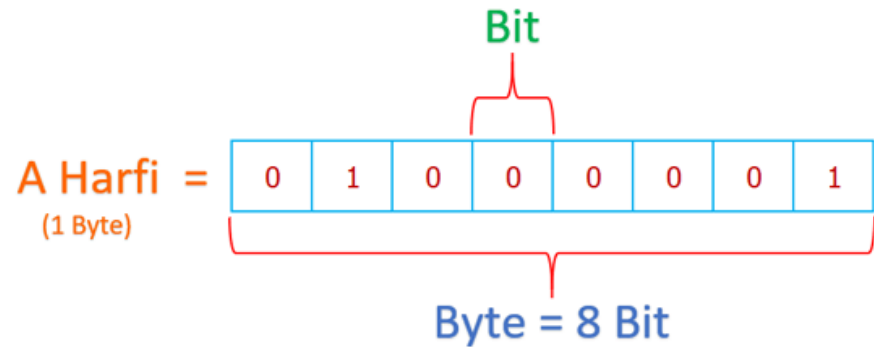 Bit
A Harfi = 0 1 0 0 0 0 0 1
(1 Byte)
Byte = 8 Bit